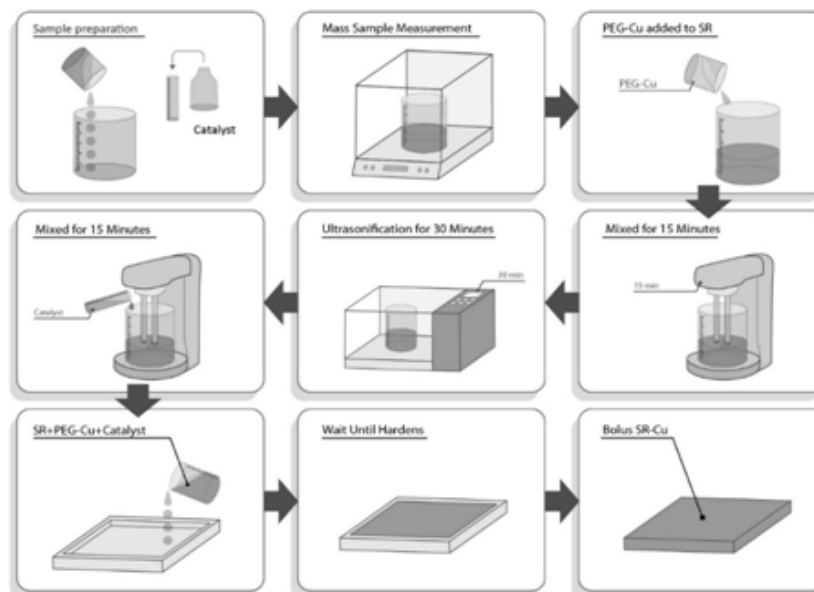 Sample preparation
Catalyst
Mass Sample Measurement
PEG-Cu added to SR
PEG-Cu
Mixed for 15 Minutes
15 min
Ultrasonification for 30 Minutes
30 min
Mixed for 15 Minutes
Catalyst
SR+PEG-Cu+Catalyst
Wait Until Hardens
Bolus SR-Cu